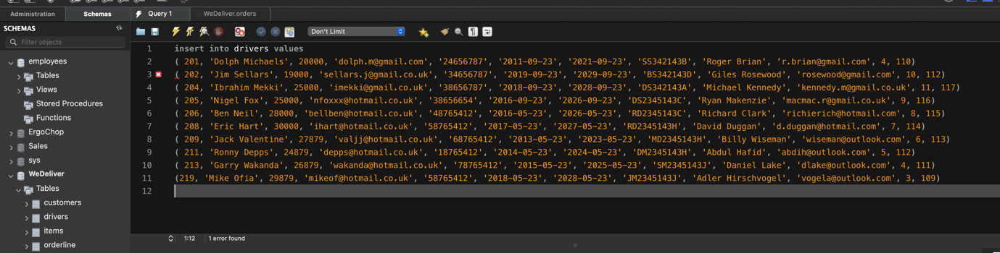 Administration Schemas Query 1 WeDeliver.orders
SCHEMAS
Filter objects
Don't Limit
employees
Tables
Views
Stored Procedures
Functions
ErgoChop
Sales
sys
WeDeliver
Tables
customers
drivers
items
orderline
1 insert into drivers values
2 ( 201, 'Dolph Michaels', 20000, 'dolph.m@gmail.com', '24656787', '2011-09-23', '2021-09-23', 'SS342143B', 'Roger Brian', 'r.brian@gmail.com', 4, 110)
3 ( 202, 'Jim Sellars', 19000, 'sellars.j@gmail.co.uk', '34656787', '2019-09-23', '2029-09-23', 'BS342143D', 'Giles Rosewood', 'rosewood@gmail.com', 10, 112)
4 ( 204, 'Ibrahim Mekki', 25000, 'imekki@gmail.co.uk', '38656787', '2018-09-23', '2028-09-23', 'DS342143A', 'Michael Kennedy', 'kennedy.m@gmail.co.uk', 11, 117)
5 ( 205, 'Nigel Fox', 25000, 'nfoxxx@hotmail.co.uk', '38656654', '2016-09-23', '2026-09-23', 'DS2345143C', 'Ryan Makenzie', 'macmac.r@gmail.co.uk', 9, 116)
6 ( 206, 'Ben Neil', 28000, 'bellben@hotmail.co.uk', '48765412', '2016-05-23', '2026-05-23', 'RD2345143C', 'Richard Clark', 'richierich@hotmail.com', 8, 115)
7 ( 208, 'Eric Hart', 30000, 'ihart@hotmail.co.uk', '58765412', '2017-05-23', '2027-05-23', 'RD2345143H', 'David Duggan', 'd.duggan@hotmail.com', 7, 114)
8 ( 209, 'Jack Valentine', 27879, 'valjj@hotmail.co.uk', '68765412', '2013-05-23', '2023-05-23', 'MD2345143H', 'Billy Wiseman', 'wiseman@outlook.com', 6, 113)
9 ( 211, 'Ronny Depps', 24879, 'depps@hotmail.co.uk', '18765412', '2014-05-23', '2024-05-23', 'DM2345143H', 'Abdul Hafid', 'abdih@outlook.com', 5, 112)
10 ( 213, 'Garry Wakanda', 26879, 'wakanda@hotmail.co.uk', '78765412', '2015-05-23', '2025-05-23', 'SM2345143J', 'Daniel Lake', 'dlake@outlook.com', 4, 111)
11 (219, 'Mike Ofia', 29879, 'mikeof@hotmail.co.uk', '58765412', '2018-05-23', '2028-05-23', 'JM2345143J', 'Adler Hirschvogel', 'vogela@outlook.com', 3, 109)
12
1:12 1 error found